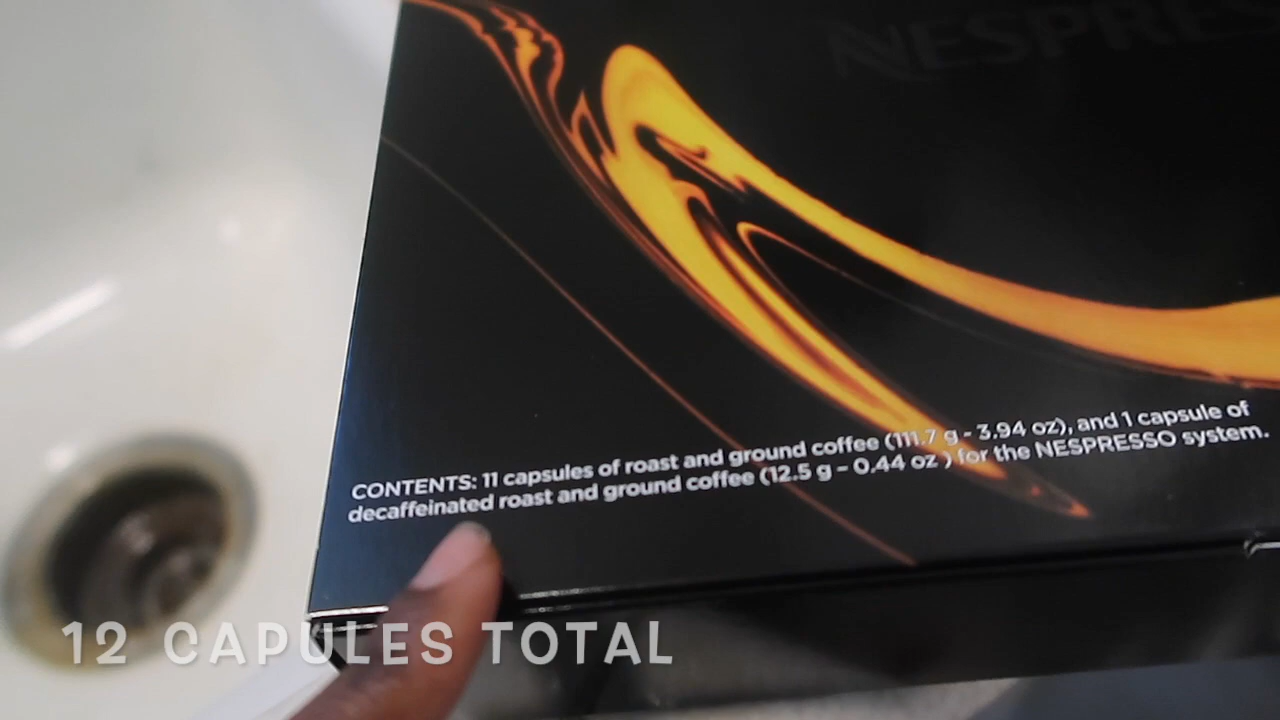 NESPRES
CONTENTS: 11 capsules of roast and ground coffee (111.7 g - 3.94 oz), and 1 capsule of
decaffeinated roast and ground coffee (12.5 g - 0.44 oz ) for the NESPRESSO system.
12 CAPULES TOTAL